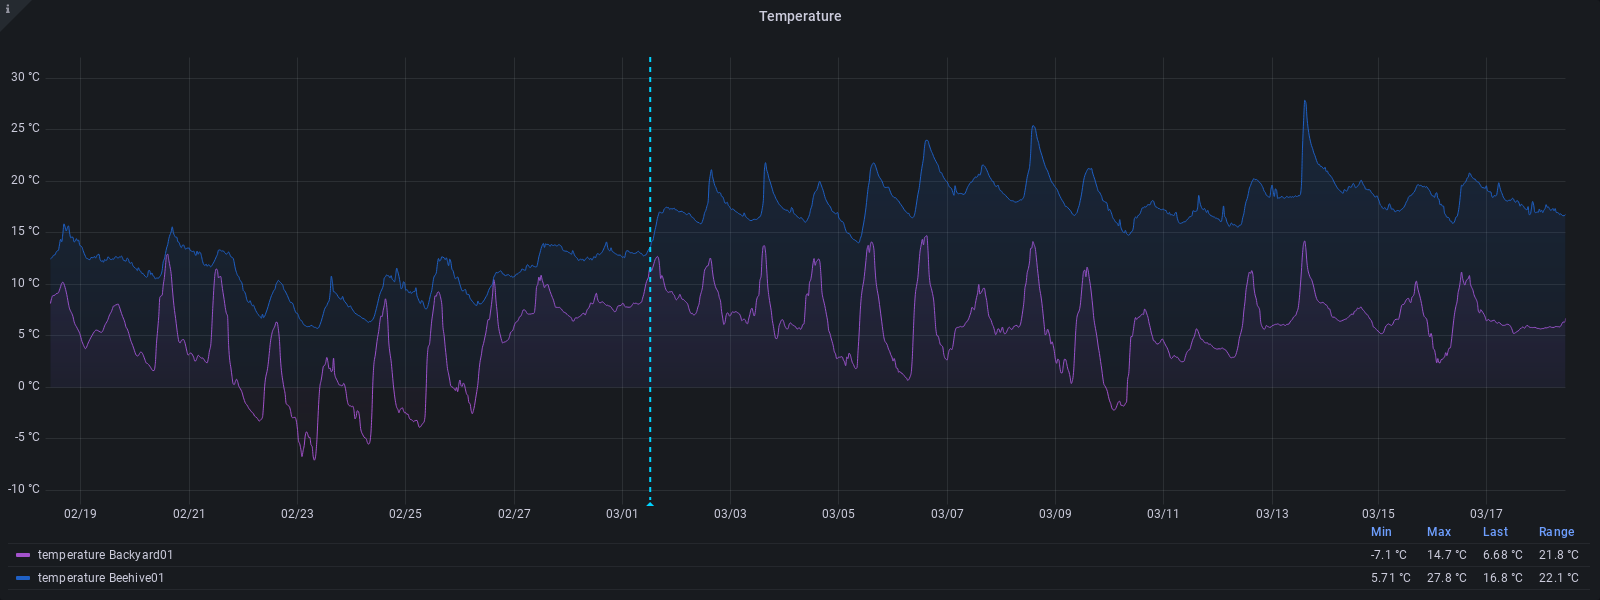 i
Temperature
30 °C
25 °C
20 °C
15 °C
10 °C
5 °C
0 °C
-5 °C
-10 °C
02/19 02/21 02/23 02/25 02/27 03/01 03/03 03/05 03/07 03/09 03/11 03/13 03/15 03/17
Min Max Last Range
temperature Backyard01 -7.1 °C 14.7 °C 6.68 °C 21.8 °C
temperature Beehive01 5.71 °C 27.8 °C 16.8 °C 22.1 °C